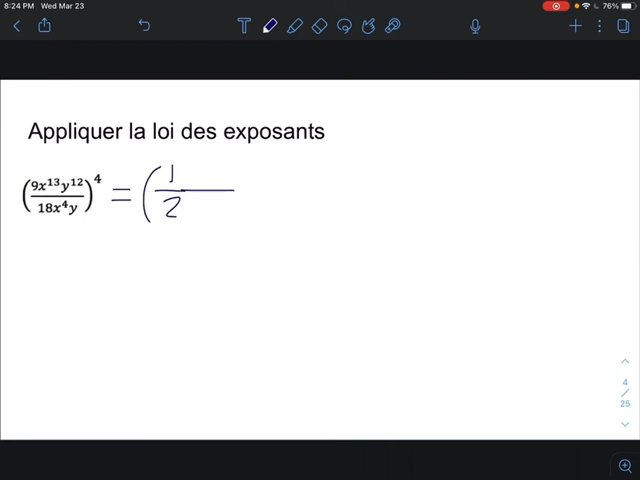 8:24 PM Wed Mar 23 76%
Appliquer la loi des exposants
(9x¹³y¹²/18x⁴y)⁴ = (1/2
4
/
25